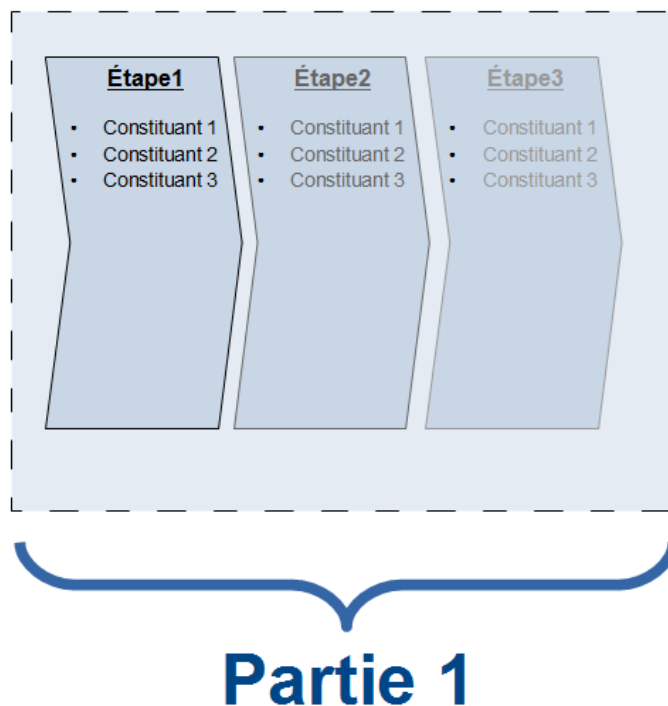 Étape1
• Constituant 1
• Constituant 2
• Constituant 3
Étape2
• Constituant 1
• Constituant 2
• Constituant 3
Étape3
• Constituant 1
• Constituant 2
• Constituant 3
Partie 1